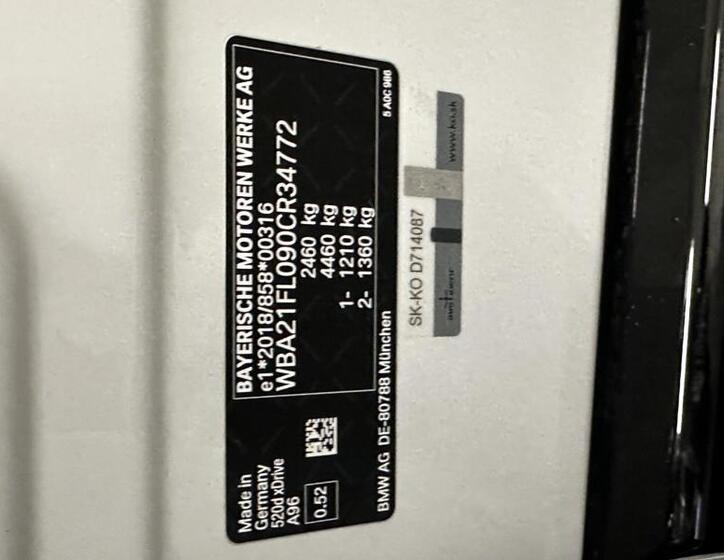 BAYERISCHE MOTOREN WERKE AG
e1*2018/858*00316
WBA21FL090CR34772
2460 kg
4460 kg
1- 1210 kg
2- 1360 kg
5 A0C 986
Made in
Germany
520d xDrive
A96
0.52
BMW AG DE-80788 München
SK-KO D714087
www.ko.sk